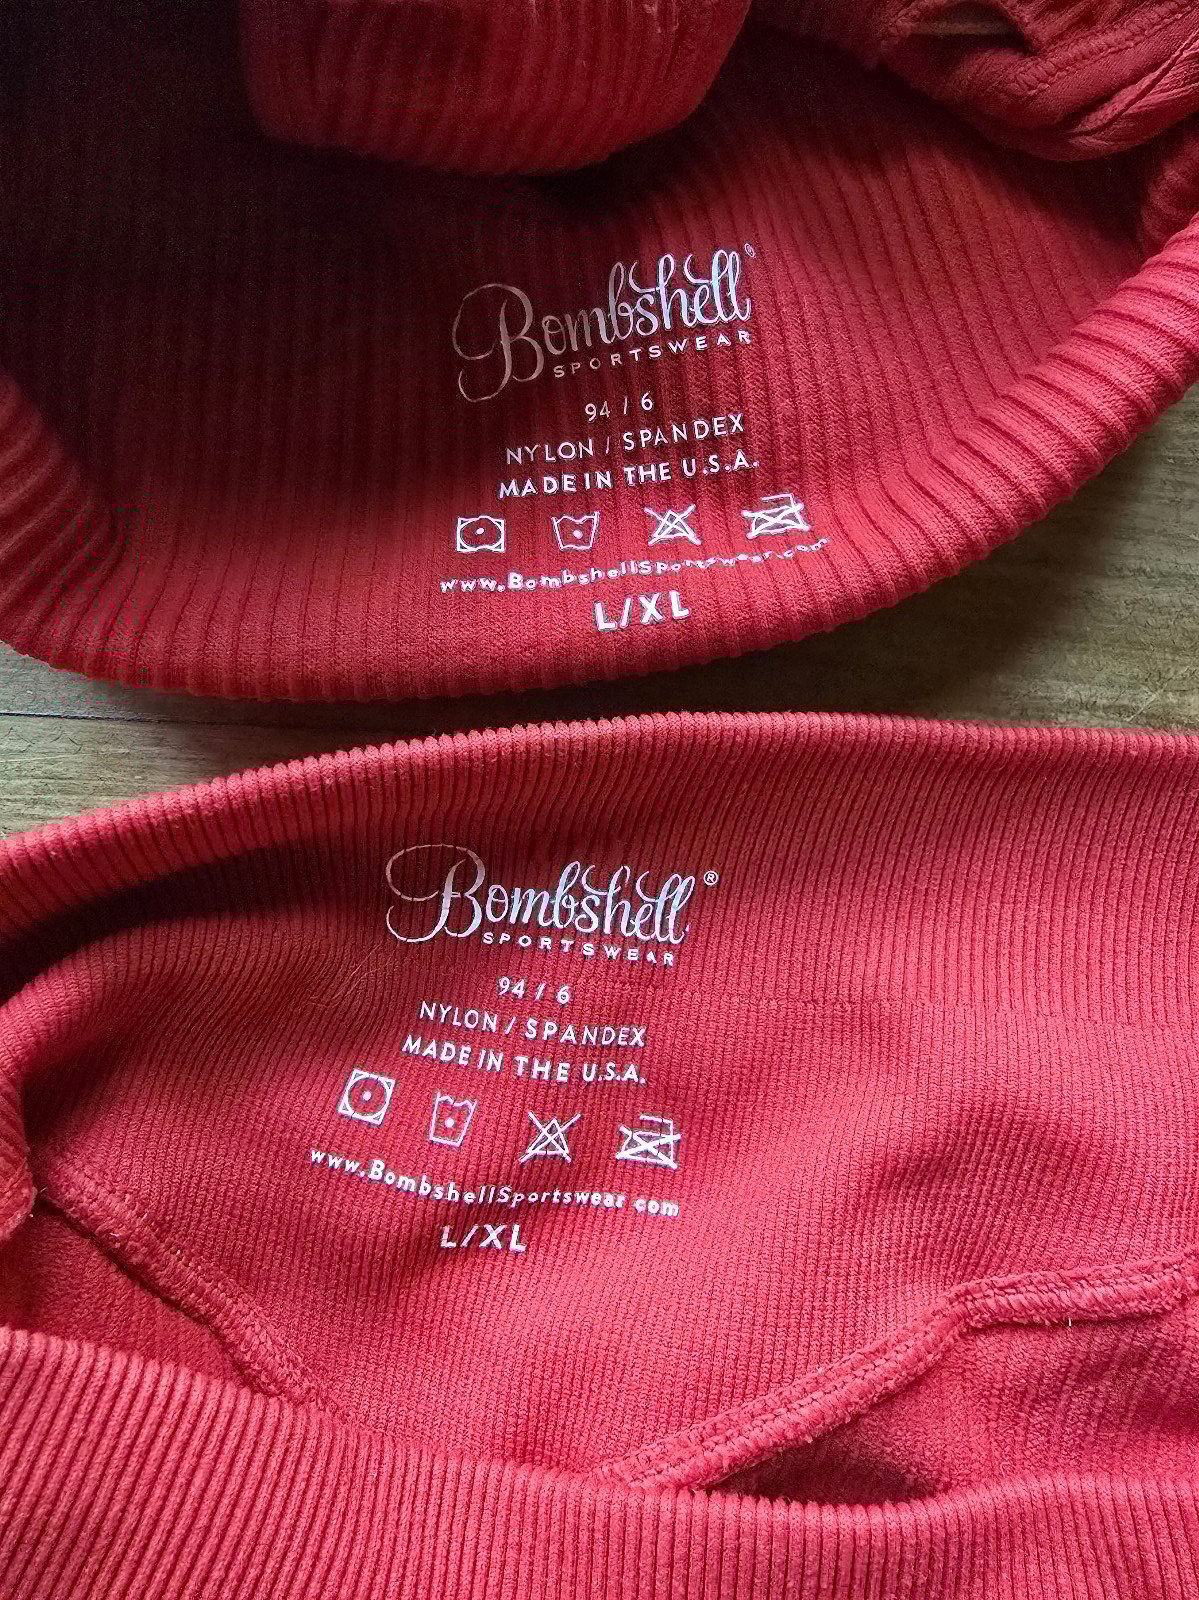 Bombshell®
SPORTSWEAR
94 / 6
NYLON / SPANDEX
MADE IN THE U.S.A.
www.BombshellSportswear.com
L/XL
Bombshell®
SPORTSWEAR
94 / 6
NYLON / SPANDEX
MADE IN THE U.S.A.
www.BombshellSportswear.com
L/XL